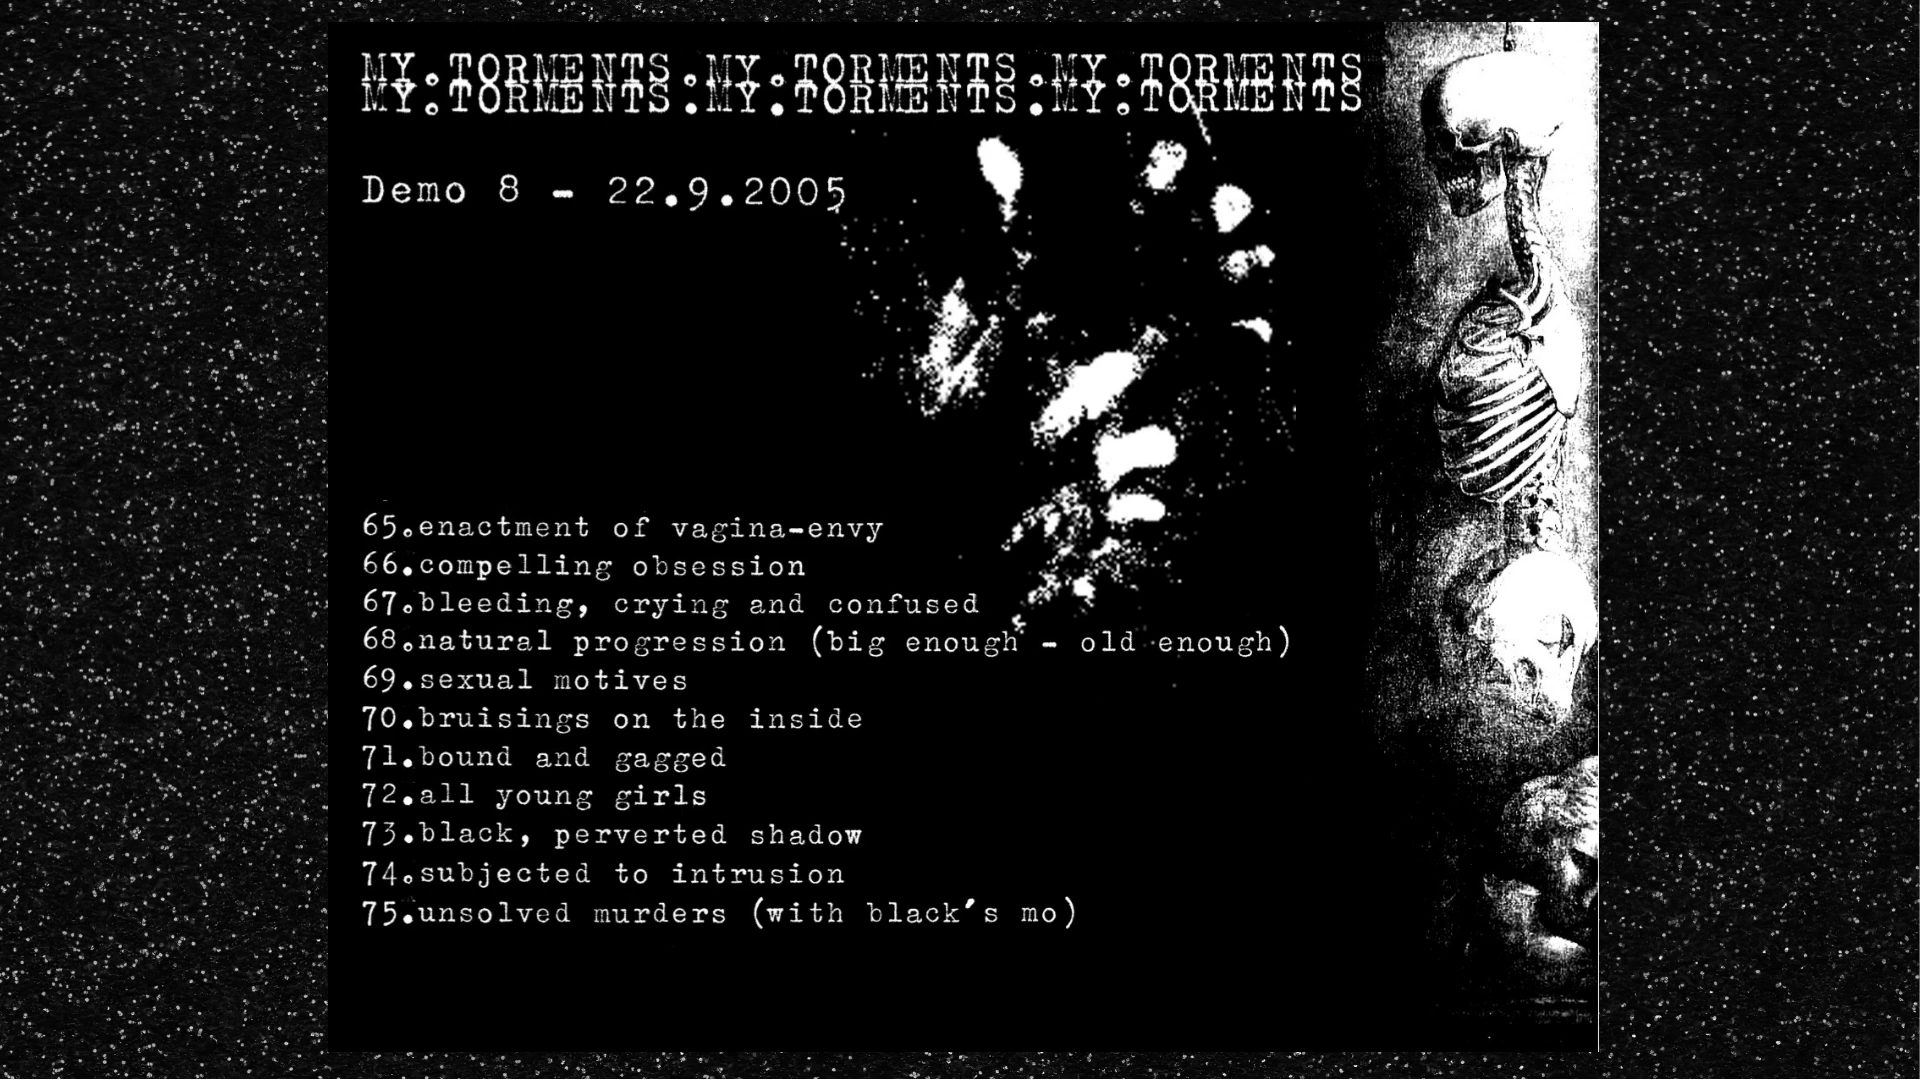 MY:TORMENTS:MY:TORMENTS:MY:TORMENTS
MY:TORMENTS:MY:TORMENTS:MY:TORMENTS
Demo 8 - 22.9.2005
65.enactment of vagina-envy
66.compelling obsession
67.bleeding, crying and confused
68.natural progression (big enough - old enough)
69.sexual motives
70.bruisings on the inside
71.bound and gagged
72.all young girls
73.black, perverted shadow
74.subjected to intrusion
75.unsolved murders (with black's mo)